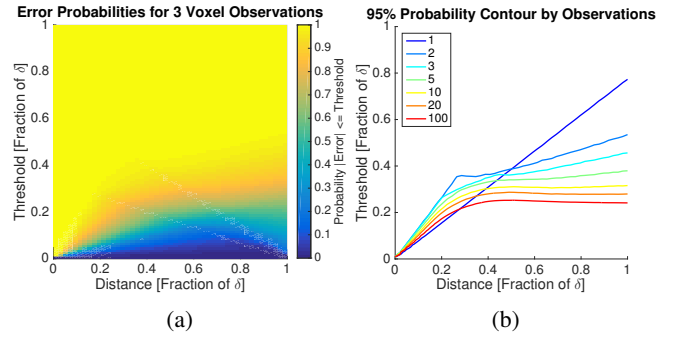 Error Probabilities for 3 Voxel Observations
1
0.8
0.6
0.4
0.2
0
Threshold [Fraction of δ]
0 0.2 0.4 0.6 0.8 1
Distance [Fraction of δ]
1
0.9
0.8
0.7
0.6
0.5
0.4
0.3
0.2
0.1
0
Probability |Error| <= Threshold
(a)
95% Probability Contour by Observations
1
0.8
0.6
0.4
0.2
0
Threshold [Fraction of δ]
1
2
3
5
10
20
100
0 0.2 0.4 0.6 0.8 1
Distance [Fraction of δ]
(b)